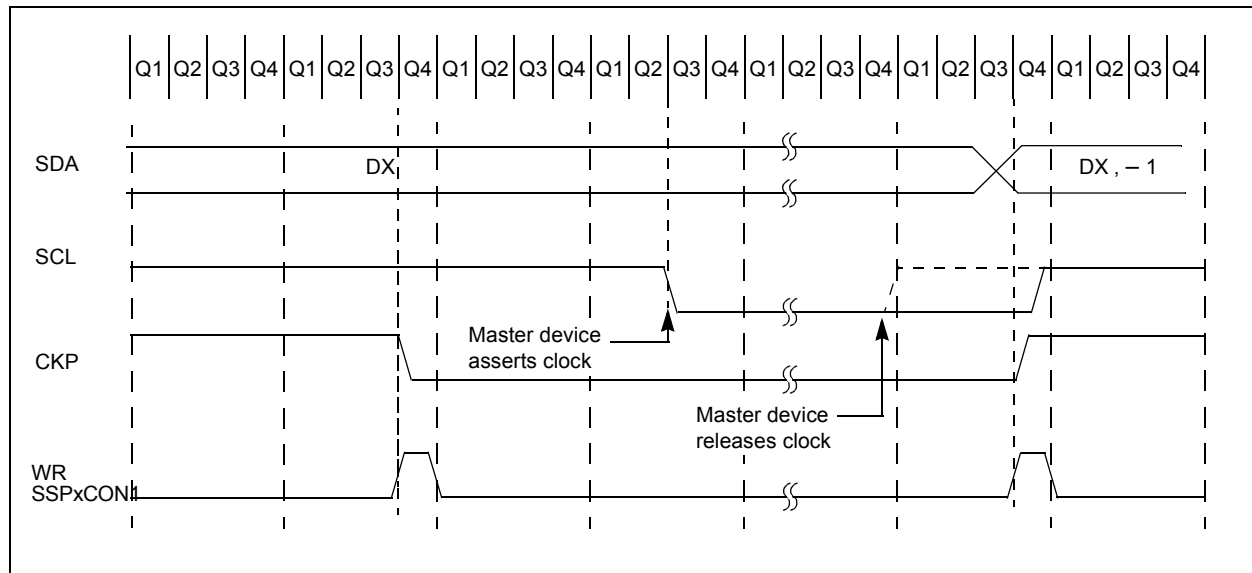 Q1 Q2 Q3 Q4 Q1 Q2 Q3 Q4 Q1 Q2 Q3 Q4 Q1 Q2 Q3 Q4 Q1 Q2 Q3 Q4 Q1 Q2 Q3 Q4 Q1 Q2 Q3 Q4
SDA
DX
DX , – 1
SCL
Master device
asserts clock
CKP
Master device
releases clock
WR
SSPxCON1